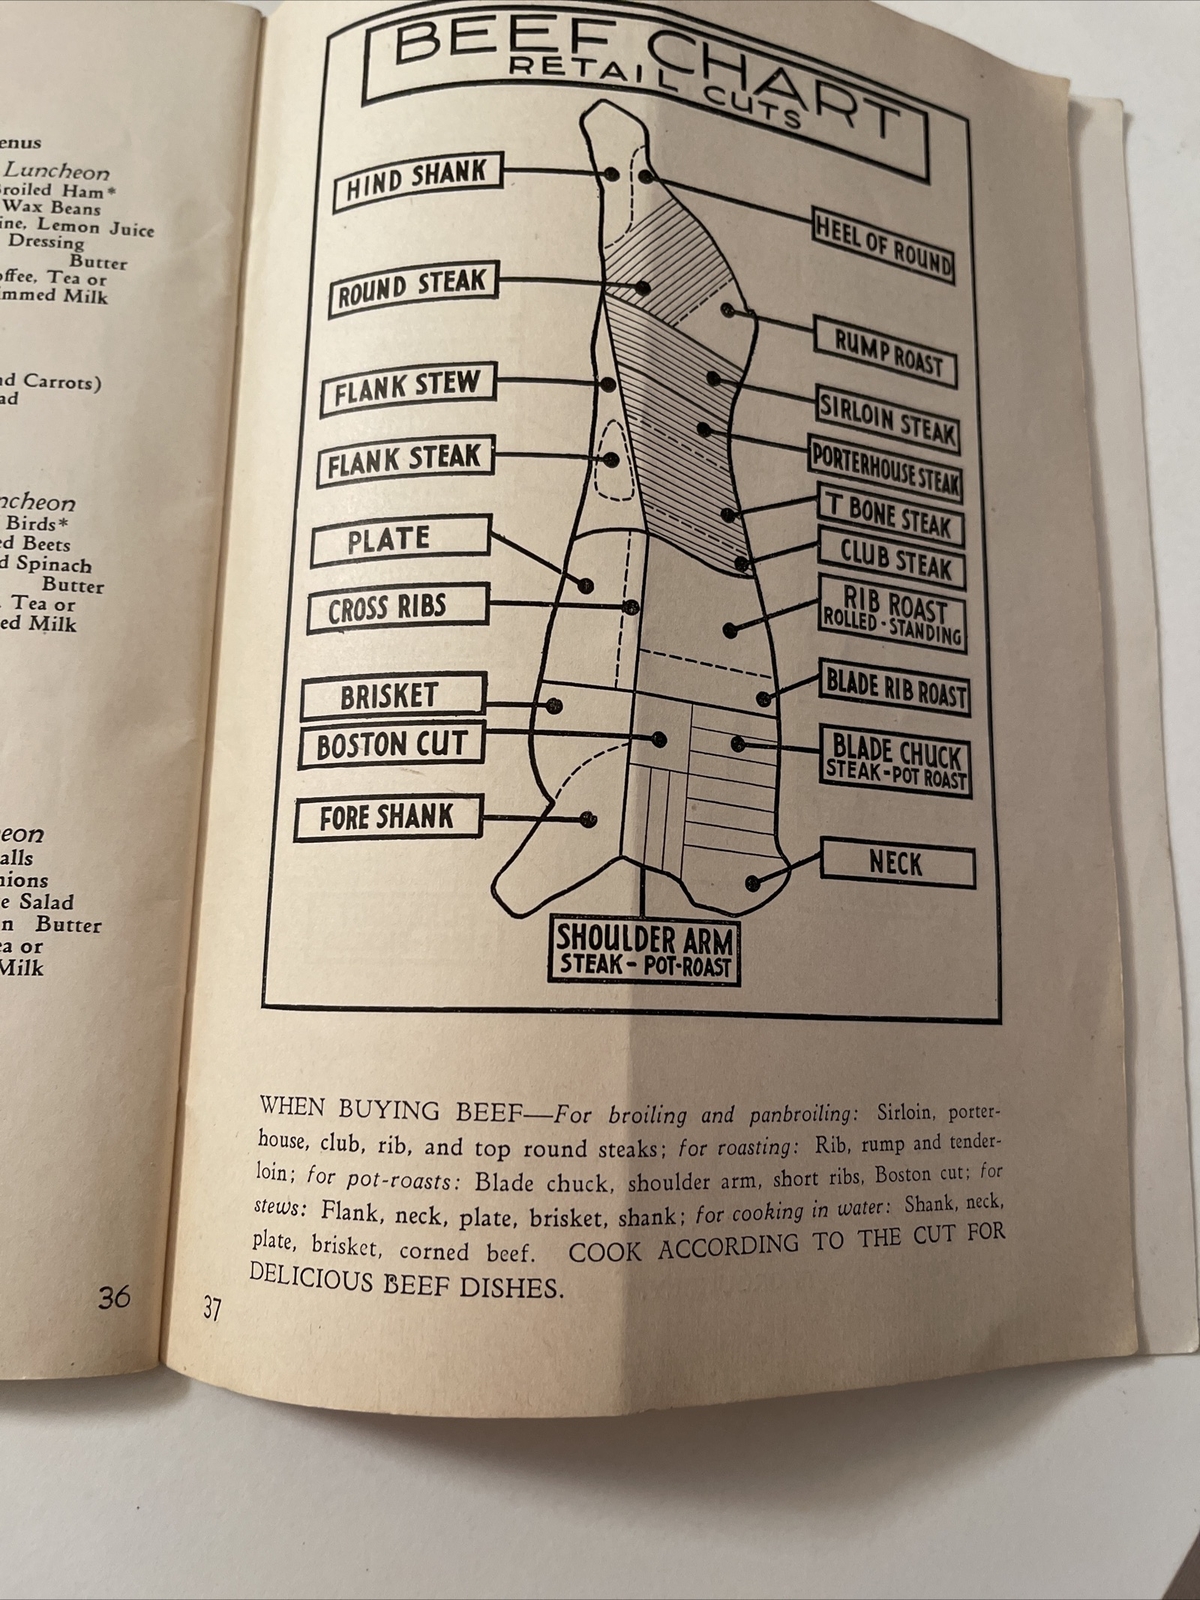 enus
Luncheon
Broiled Ham*
Wax Beans
ine, Lemon Juice
Dressing
Butter
offee, Tea or
immed Milk
nd Carrots)
ad
ncheon
Birds*
ed Beets
d Spinach
Butter
. Tea or
ed Milk
eon
alls
nions
e Salad
n Butter
ea or
Milk
36
BEEF CHART
RETAIL CUTS
HIND SHANK
HEEL OF ROUND
ROUND STEAK
RUMP ROAST
FLANK STEW
SIRLOIN STEAK
FLANK STEAK
PORTERHOUSE STEAK
T BONE STEAK
PLATE
CLUB STEAK
CROSS RIBS
RIB ROAST
ROLLED - STANDING
BRISKET
BLADE RIB ROAST
BOSTON CUT
BLADE CHUCK
STEAK - POT ROAST
FORE SHANK
NECK
SHOULDER ARM
STEAK - POT-ROAST
WHEN BUYING BEEF—For broiling and panbroiling: Sirloin, porter-
house, club, rib, and top round steaks; for roasting: Rib, rump and tender-
loin; for pot-roasts: Blade chuck, shoulder arm, short ribs, Boston cut; for
stews: Flank, neck, plate, brisket, shank; for cooking in water: Shank, neck,
plate, brisket, corned beef. COOK ACCORDING TO THE CUT FOR
DELICIOUS BEEF DISHES.
37